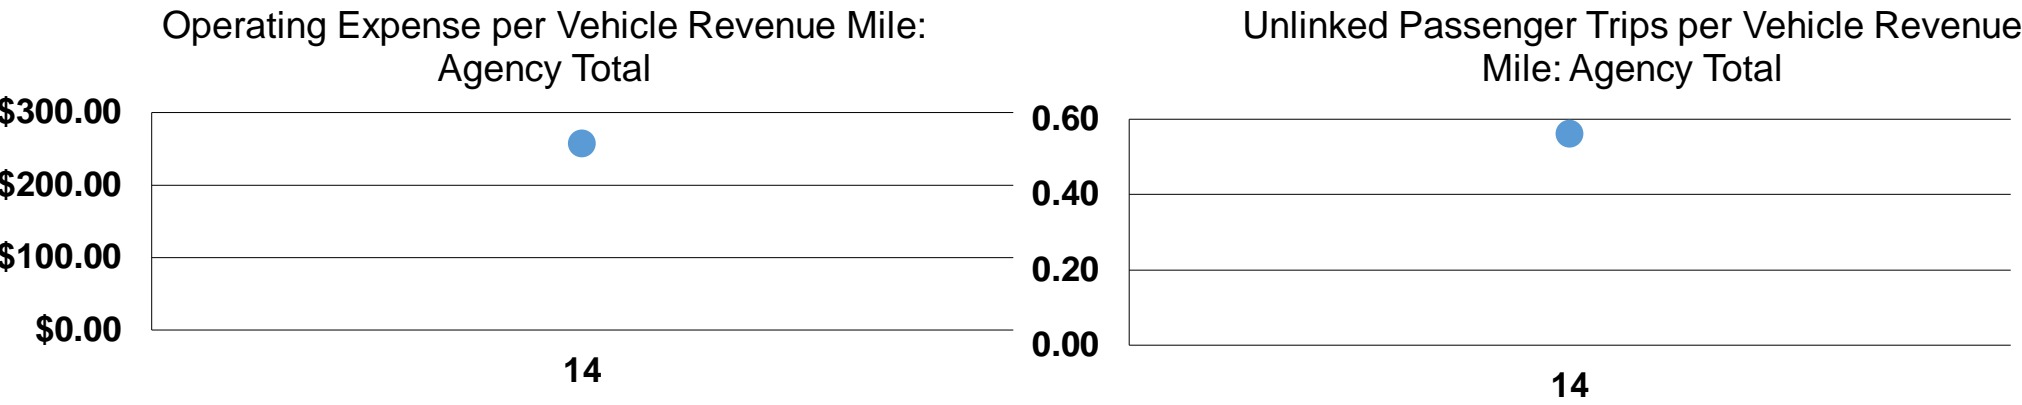 Operating Expense per Vehicle Revenue Mile:
Agency Total
$300.00
$200.00
$100.00
$0.00
14
Unlinked Passenger Trips per Vehicle Revenue
Mile: Agency Total
0.60
0.40
0.20
0.00
14